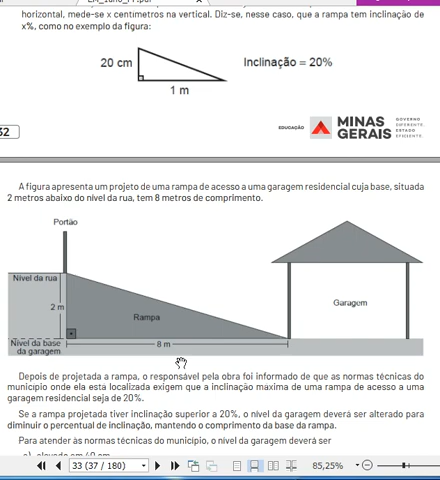 horizontal, mede-se x centímetros na vertical. Diz-se, nesse caso, que a rampa tem inclinação de
x%, como no exemplo da figura:
20 cm
Inclinação = 20%
1 m
32
EDUCAÇÃO
MINAS
GERAIS
GOVERNO
DIFERENTE.
ESTADO
EFICIENTE.
A figura apresenta um projeto de uma rampa de acesso a uma garagem residencial cuja base, situada
2 metros abaixo do nível da rua, tem 8 metros de comprimento.
Portão
Nível da rua
2 m
Rampa
Garagem
Nível da base
da garagem
8 m
Depois de projetada a rampa, o responsável pela obra foi informado de que as normas técnicas do
município onde ela está localizada exigem que a inclinação máxima de uma rampa de acesso a uma
garagem residencial seja de 20%.
Se a rampa projetada tiver inclinação superior a 20%, o nível da garagem deverá ser alterado para
diminuir o percentual de inclinação, mantendo o comprimento da base da rampa.
Para atender às normas técnicas do município, o nível da garagem deverá ser
33 (37 / 180)
85,25%